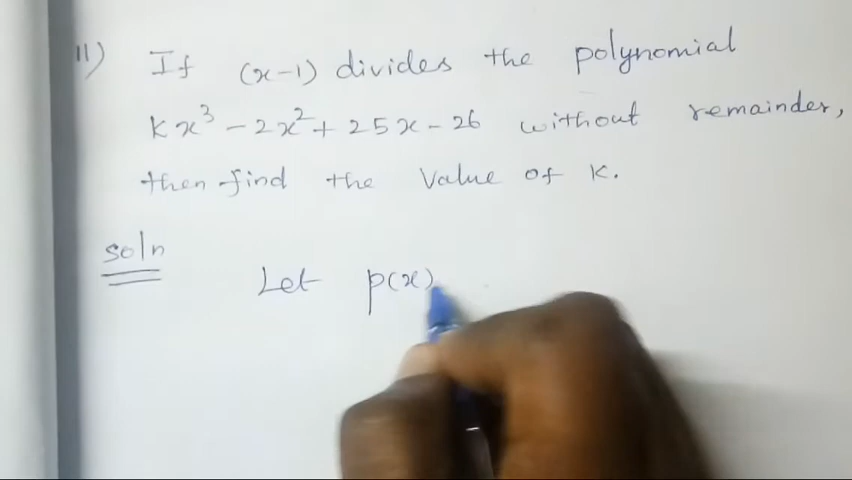 11) If (x-1) divides the polynomial
Kx³ - 2x² + 25x - 26 without remainder,
then find the value of K.
soln
Let p(x)